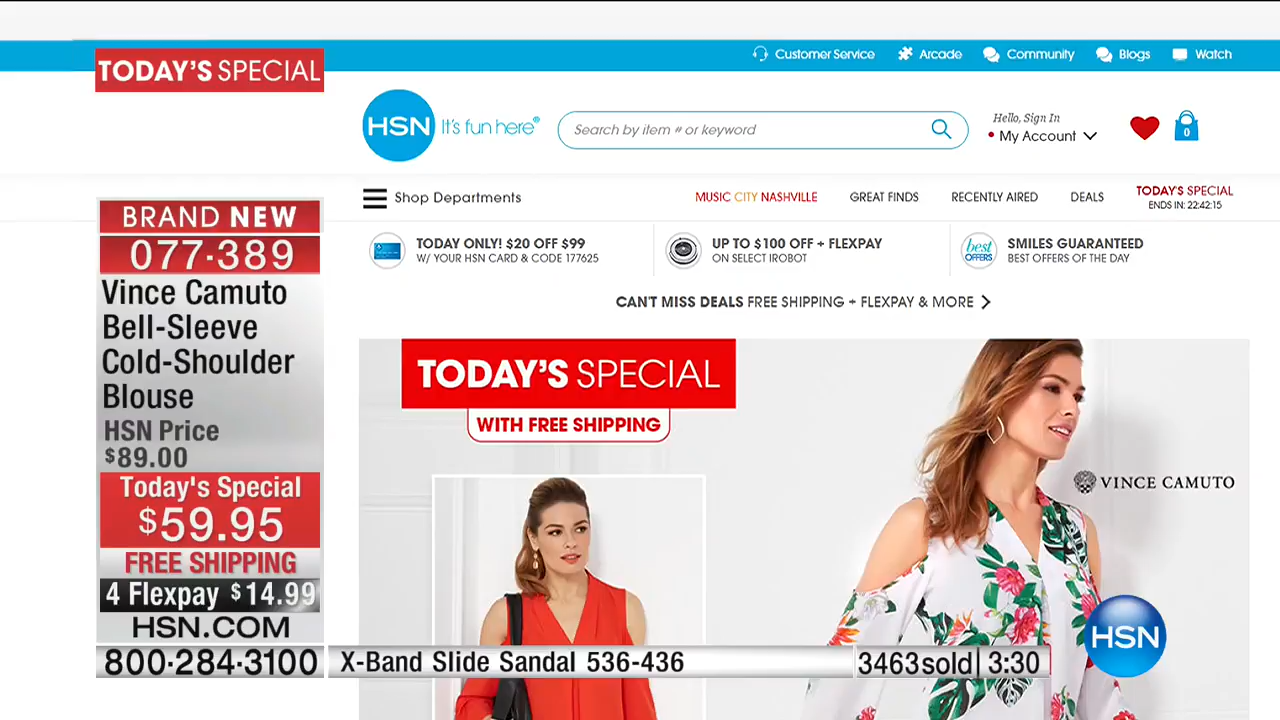 TODAY'S SPECIAL
Customer Service
Arcade
Community
Blogs
Watch
HSN It's fun here®
Search by item # or keyword
Hello, Sign In
My Account
0
Shop Departments
MUSIC CITY NASHVILLE
GREAT FINDS
RECENTLY AIRED
DEALS
TODAY'S SPECIAL
ENDS IN: 22:42:15
TODAY ONLY! $20 OFF $99
W/ YOUR HSN CARD & CODE 177625
UP TO $100 OFF + FLEXPAY
ON SELECT IROBOT
best
OFFERS
SMILES GUARANTEED
BEST OFFERS OF THE DAY
CAN'T MISS DEALS FREE SHIPPING + FLEXPAY & MORE
BRAND NEW
077-389
Vince Camuto
Bell-Sleeve
Cold-Shoulder
Blouse
HSN Price
$89.00
Today's Special
$59.95
FREE SHIPPING
4 Flexpay $14.99
HSN.COM
800-284-3100
TODAY'S SPECIAL
WITH FREE SHIPPING
VINCE CAMUTO
X-Band Slide Sandal 536-436
3463 sold 3:30
HSN